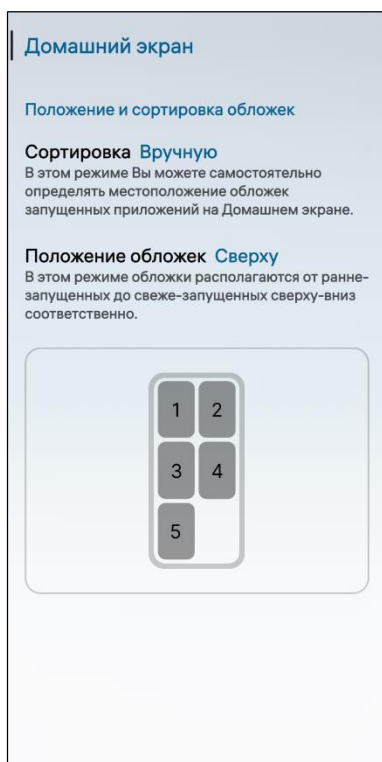 Домашний экран
Положение и сортировка обложек
Сортировка Вручную
В этом режиме Вы можете самостоятельно
определять местоположение обложек
запущенных приложений на Домашнем экране.
Положение обложек Сверху
В этом режиме обложки располагаются от ранне-
запущенных до свеже-запущенных сверху-вниз
соответственно.
1 2
3 4
5